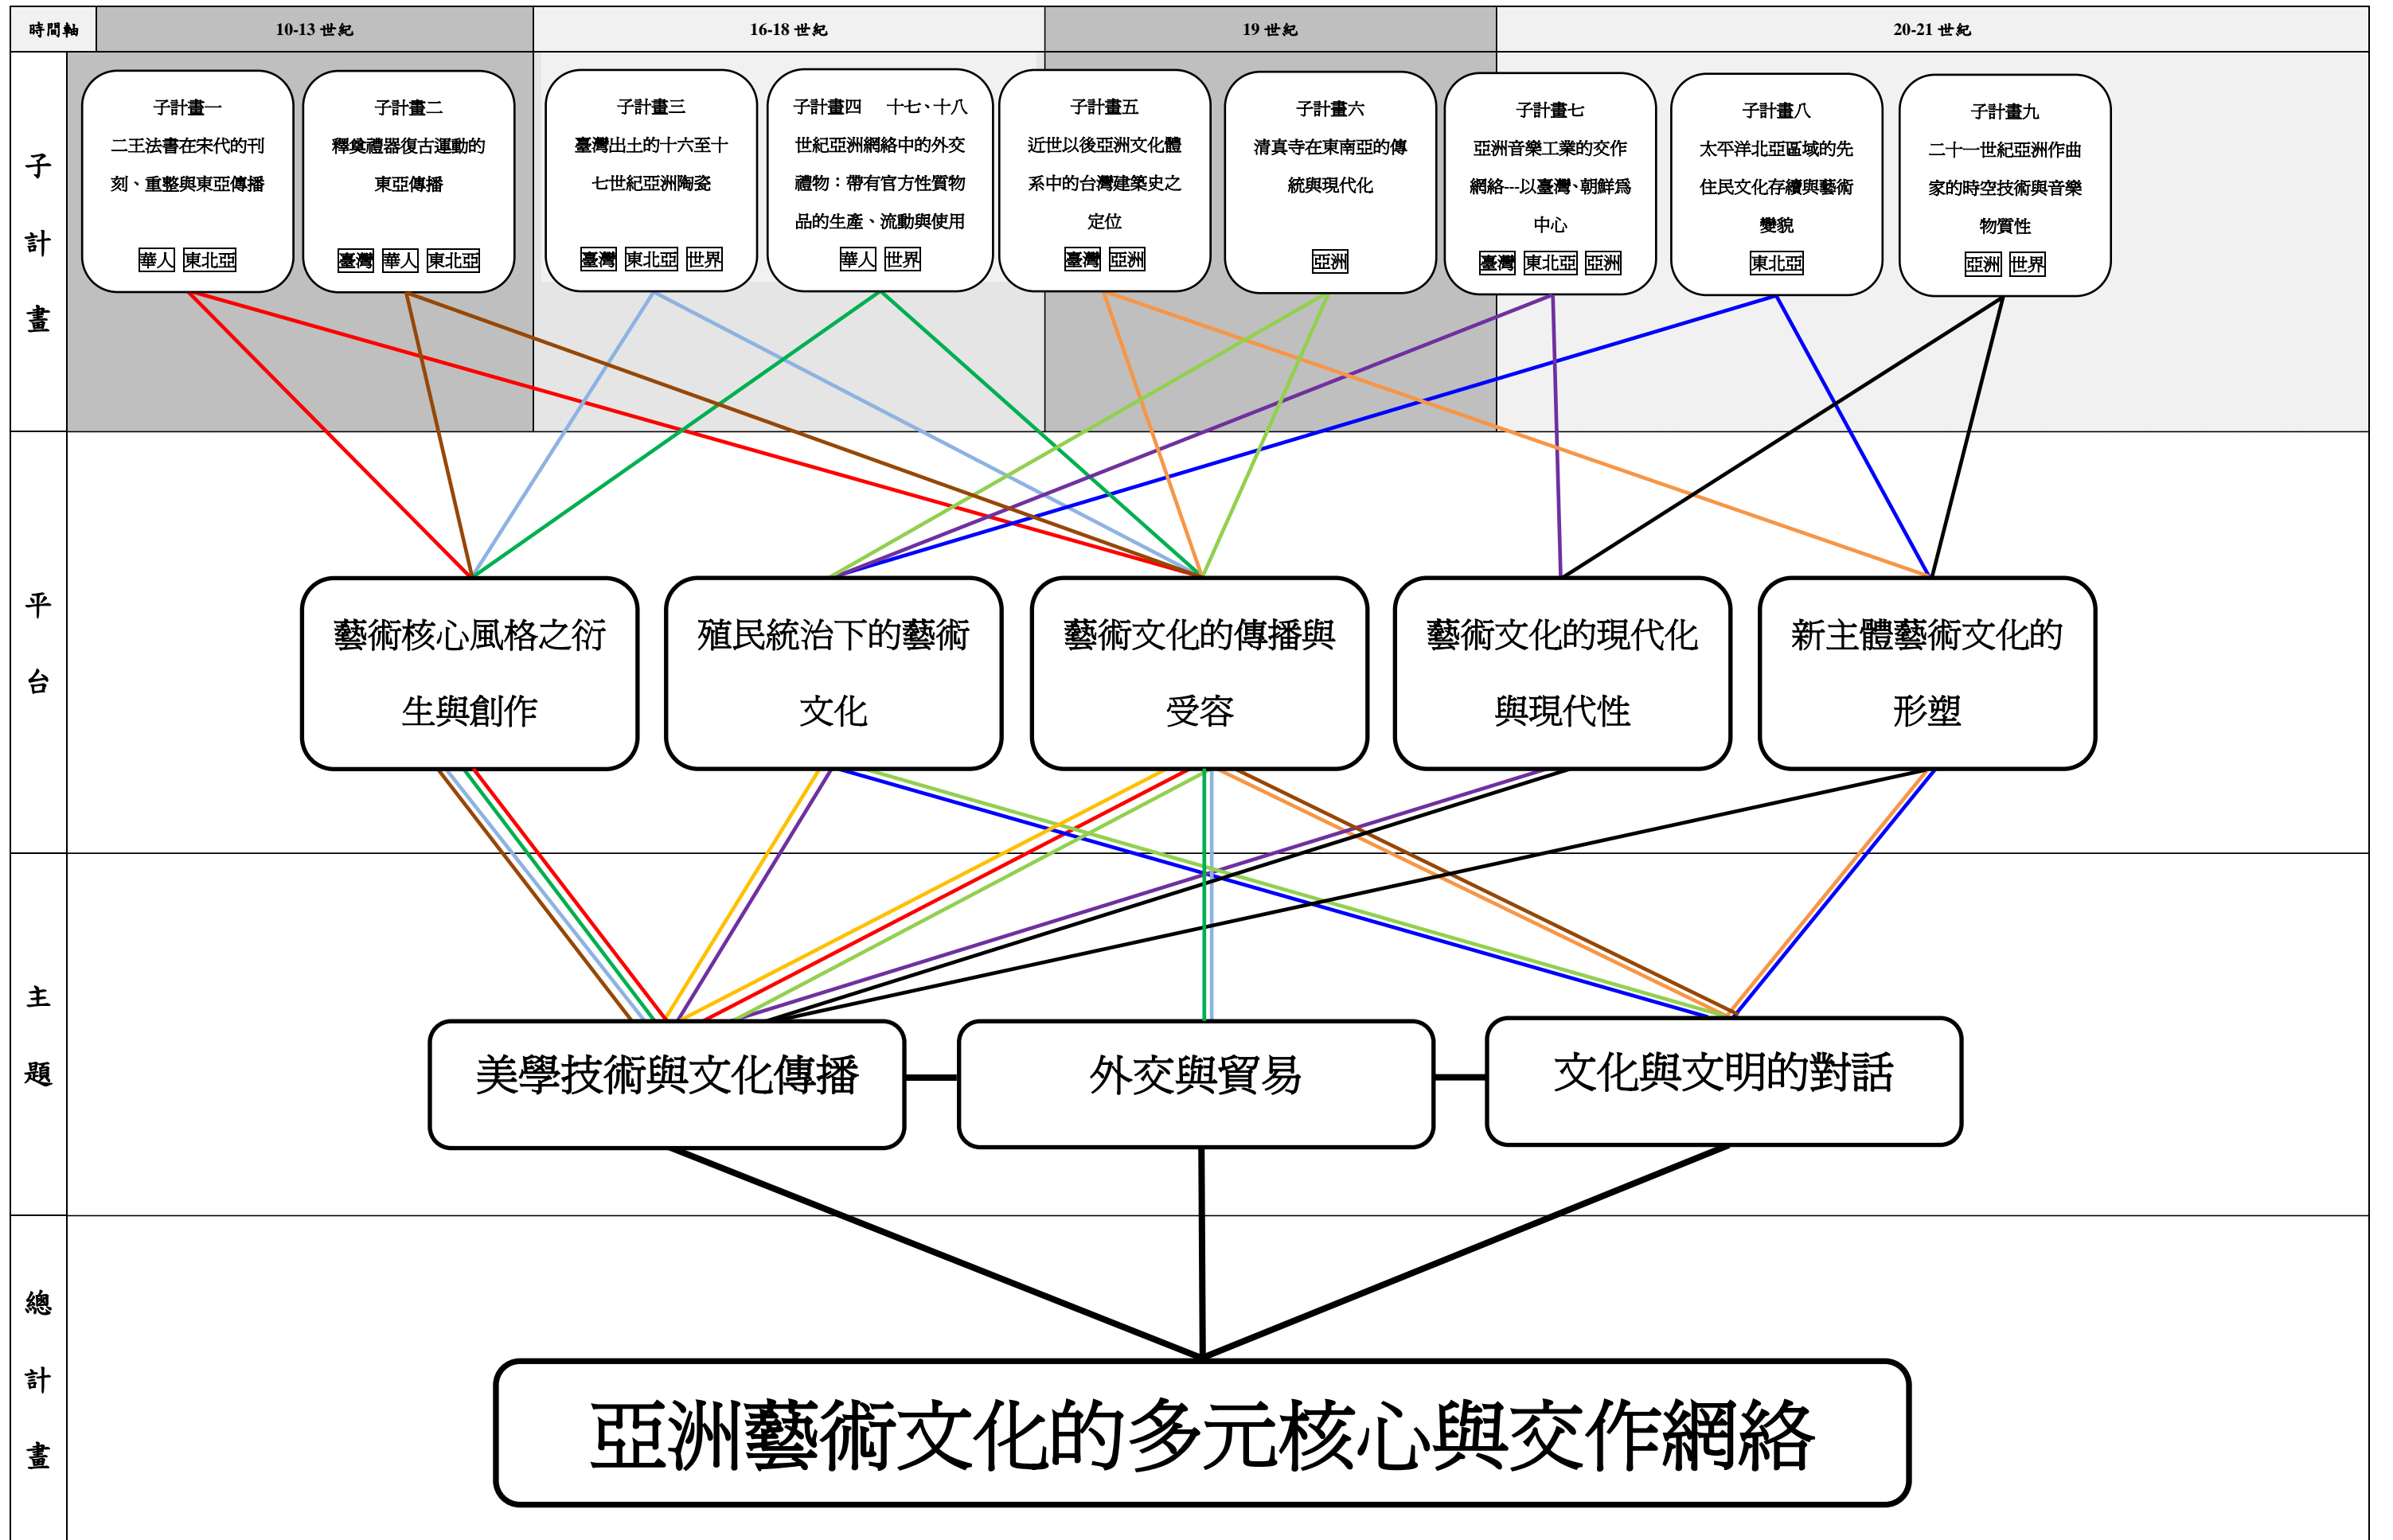 時間軸
10-13 世紀
16-18 世紀
19 世紀
20-21 世紀
子
計
畫
子計畫一
二王法書在宋代的刊
刻、重整與東亞傳播
華人 東北亞
子計畫二
釋奠禮器復古運動的
東亞傳播
臺灣 華人 東北亞
子計畫三
臺灣出土的十六至十
七世紀亞洲陶瓷
臺灣 東北亞 世界
子計畫四 十七、十八
世紀亞洲網絡中的外交
禮物：帶有官方性質物
品的生產、流動與使用
華人 世界
子計畫五
近世以後亞洲文化體
系中的台灣建築史之
定位
臺灣 亞洲
子計畫六
清真寺在東南亞的傳
統與現代化
亞洲
子計畫七
亞洲音樂工業的交作
網絡---以臺灣、朝鮮為
中心
臺灣 東北亞 亞洲
子計畫八
太平洋北亞區域的先
住民文化存續與藝術
變貌
東北亞
子計畫九
二十一世紀亞洲作曲
家的時空技術與音樂
物質性
亞洲 世界
平
台
藝術核心風格之衍
生與創作
殖民統治下的藝術
文化
藝術文化的傳播與
受容
藝術文化的現代化
與現代性
新主體藝術文化的
形塑
主
題
美學技術與文化傳播
外交與貿易
文化與文明的對話
總
計
畫
亞洲藝術文化的多元核心與交作網絡